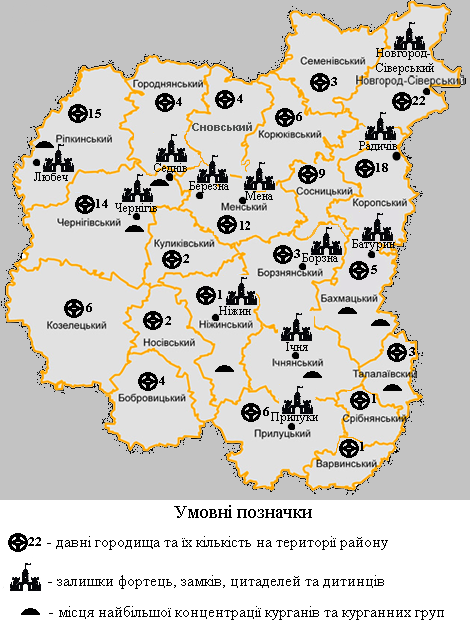 Новгород-
Сіверський
Семенівський
3
Новгород-Сіверський
22
Городнянський
4
4
Сновський
15
Ріпкинський
6
Корюківський
Радичів
Любеч
Седнів
Березна
Мена
9
Сосницький
18
Коропський
14
Чернігівський
Чернігів
Менський
12
Батурин
Куликівський
2
3
Борзна
Борзнянський
5
Бахмацький
6
Козелецький
2
Носівський
1
Ніжин
Ніжинський
Ічня
Ічнянський
3
Талалаївский
4
Бобровицький
6
Прилуки
Прилуцький
1
Срібнянський
1
Варвинський
Умовні позначки
22 - давні городища та їх кількість на території району
- залишки фортець, замків, цитаделей та дитинців
- місця найбільшої концентрації курганів та курганних груп